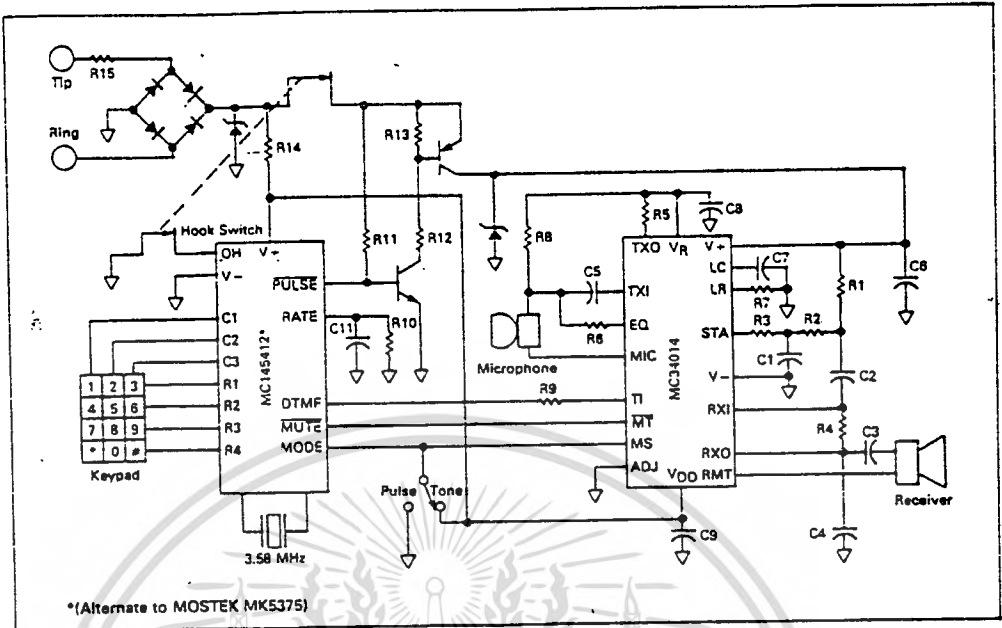 Tip
R15
Ring
R14
R13
Hook Switch
OH
V+
V-
PULSE
R11
R12
RATE
C11
R10
C1
C2
C3
R1
R2
R3
R4
MC145412*
DTMF
MUTE
MODE
1 2 3
4 5 6
7 8 9
* 0 #
Keypad
3.58 MHz
Pulse
Tone
R8
R5
C8
TXO
VR
V+
C5
TXI
LC
C7
LR
R7
R1
C6
R6
EQ
STA
R3
R2
MIC
C1
Microphone
MC34014
V-
C2
R9
TI
RXI
MT
R4
MS
RXO
C3
ADJ
VDD
RMT
Receiver
C9
C4
*(Alternate to MOSTEK MK5375)